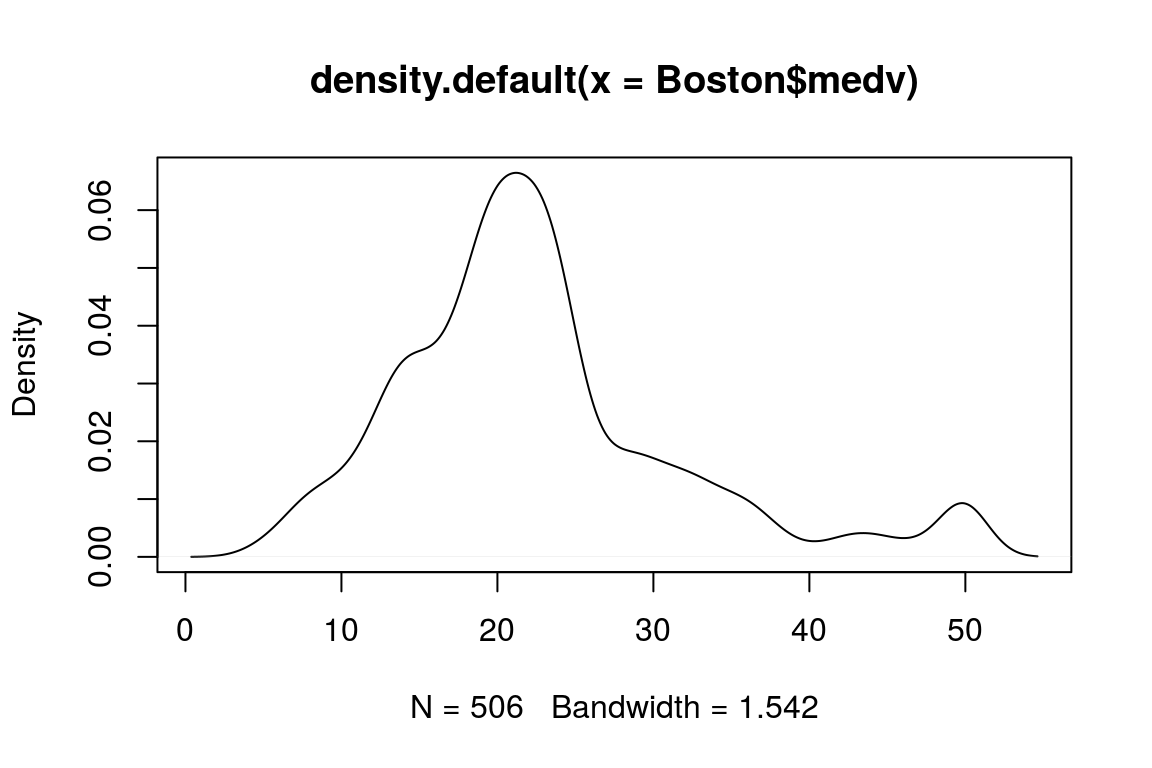 density.default(x = Boston$medv)
Density
0.06
0.04
0.02
0.00
0 10 20 30 40 50
N = 506 Bandwidth = 1.542